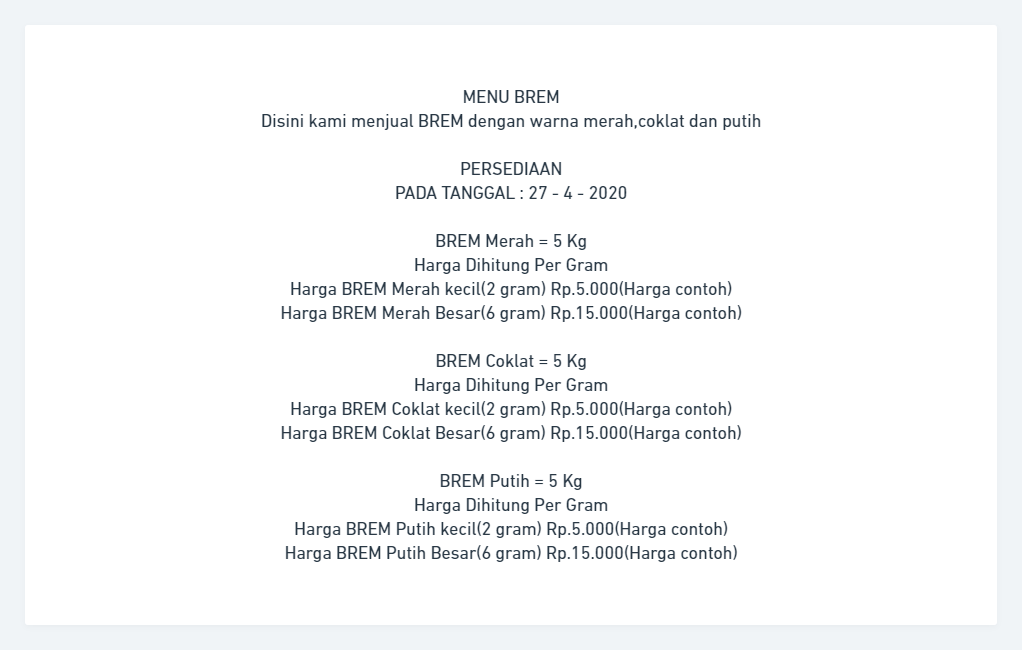 MENU BREM
Disini kami menjual BREM dengan warna merah,coklat dan putih
PERSEDIAAN
PADA TANGGAL : 27 - 4 - 2020
BREM Merah = 5 Kg
Harga Dihitung Per Gram
Harga BREM Merah kecil(2 gram) Rp.5.000(Harga contoh)
Harga BREM Merah Besar(6 gram) Rp.15.000(Harga contoh)
BREM Coklat = 5 Kg
Harga Dihitung Per Gram
Harga BREM Coklat kecil(2 gram) Rp.5.000(Harga contoh)
Harga BREM Coklat Besar(6 gram) Rp.15.000(Harga contoh)
BREM Putih = 5 Kg
Harga Dihitung Per Gram
Harga BREM Putih kecil(2 gram) Rp.5.000(Harga contoh)
Harga BREM Putih Besar(6 gram) Rp.15.000(Harga contoh)